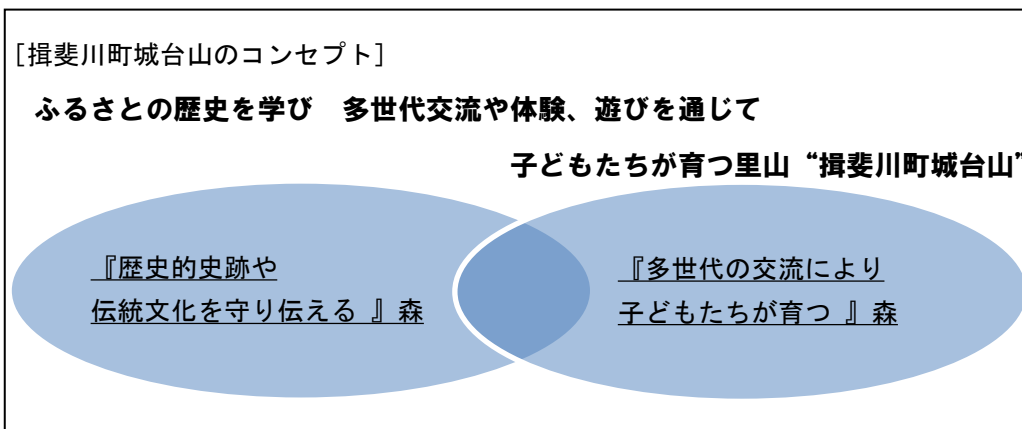 ［揖斐川町城台山のコンセプト］
ふるさとの歴史を学び　多世代交流や体験、遊びを通じて
子どもたちが育つ里山“揖斐川町城台山”
『歴史的史跡や
伝統文化を守り伝える 』森
『多世代の交流により
子どもたちが育つ 』森